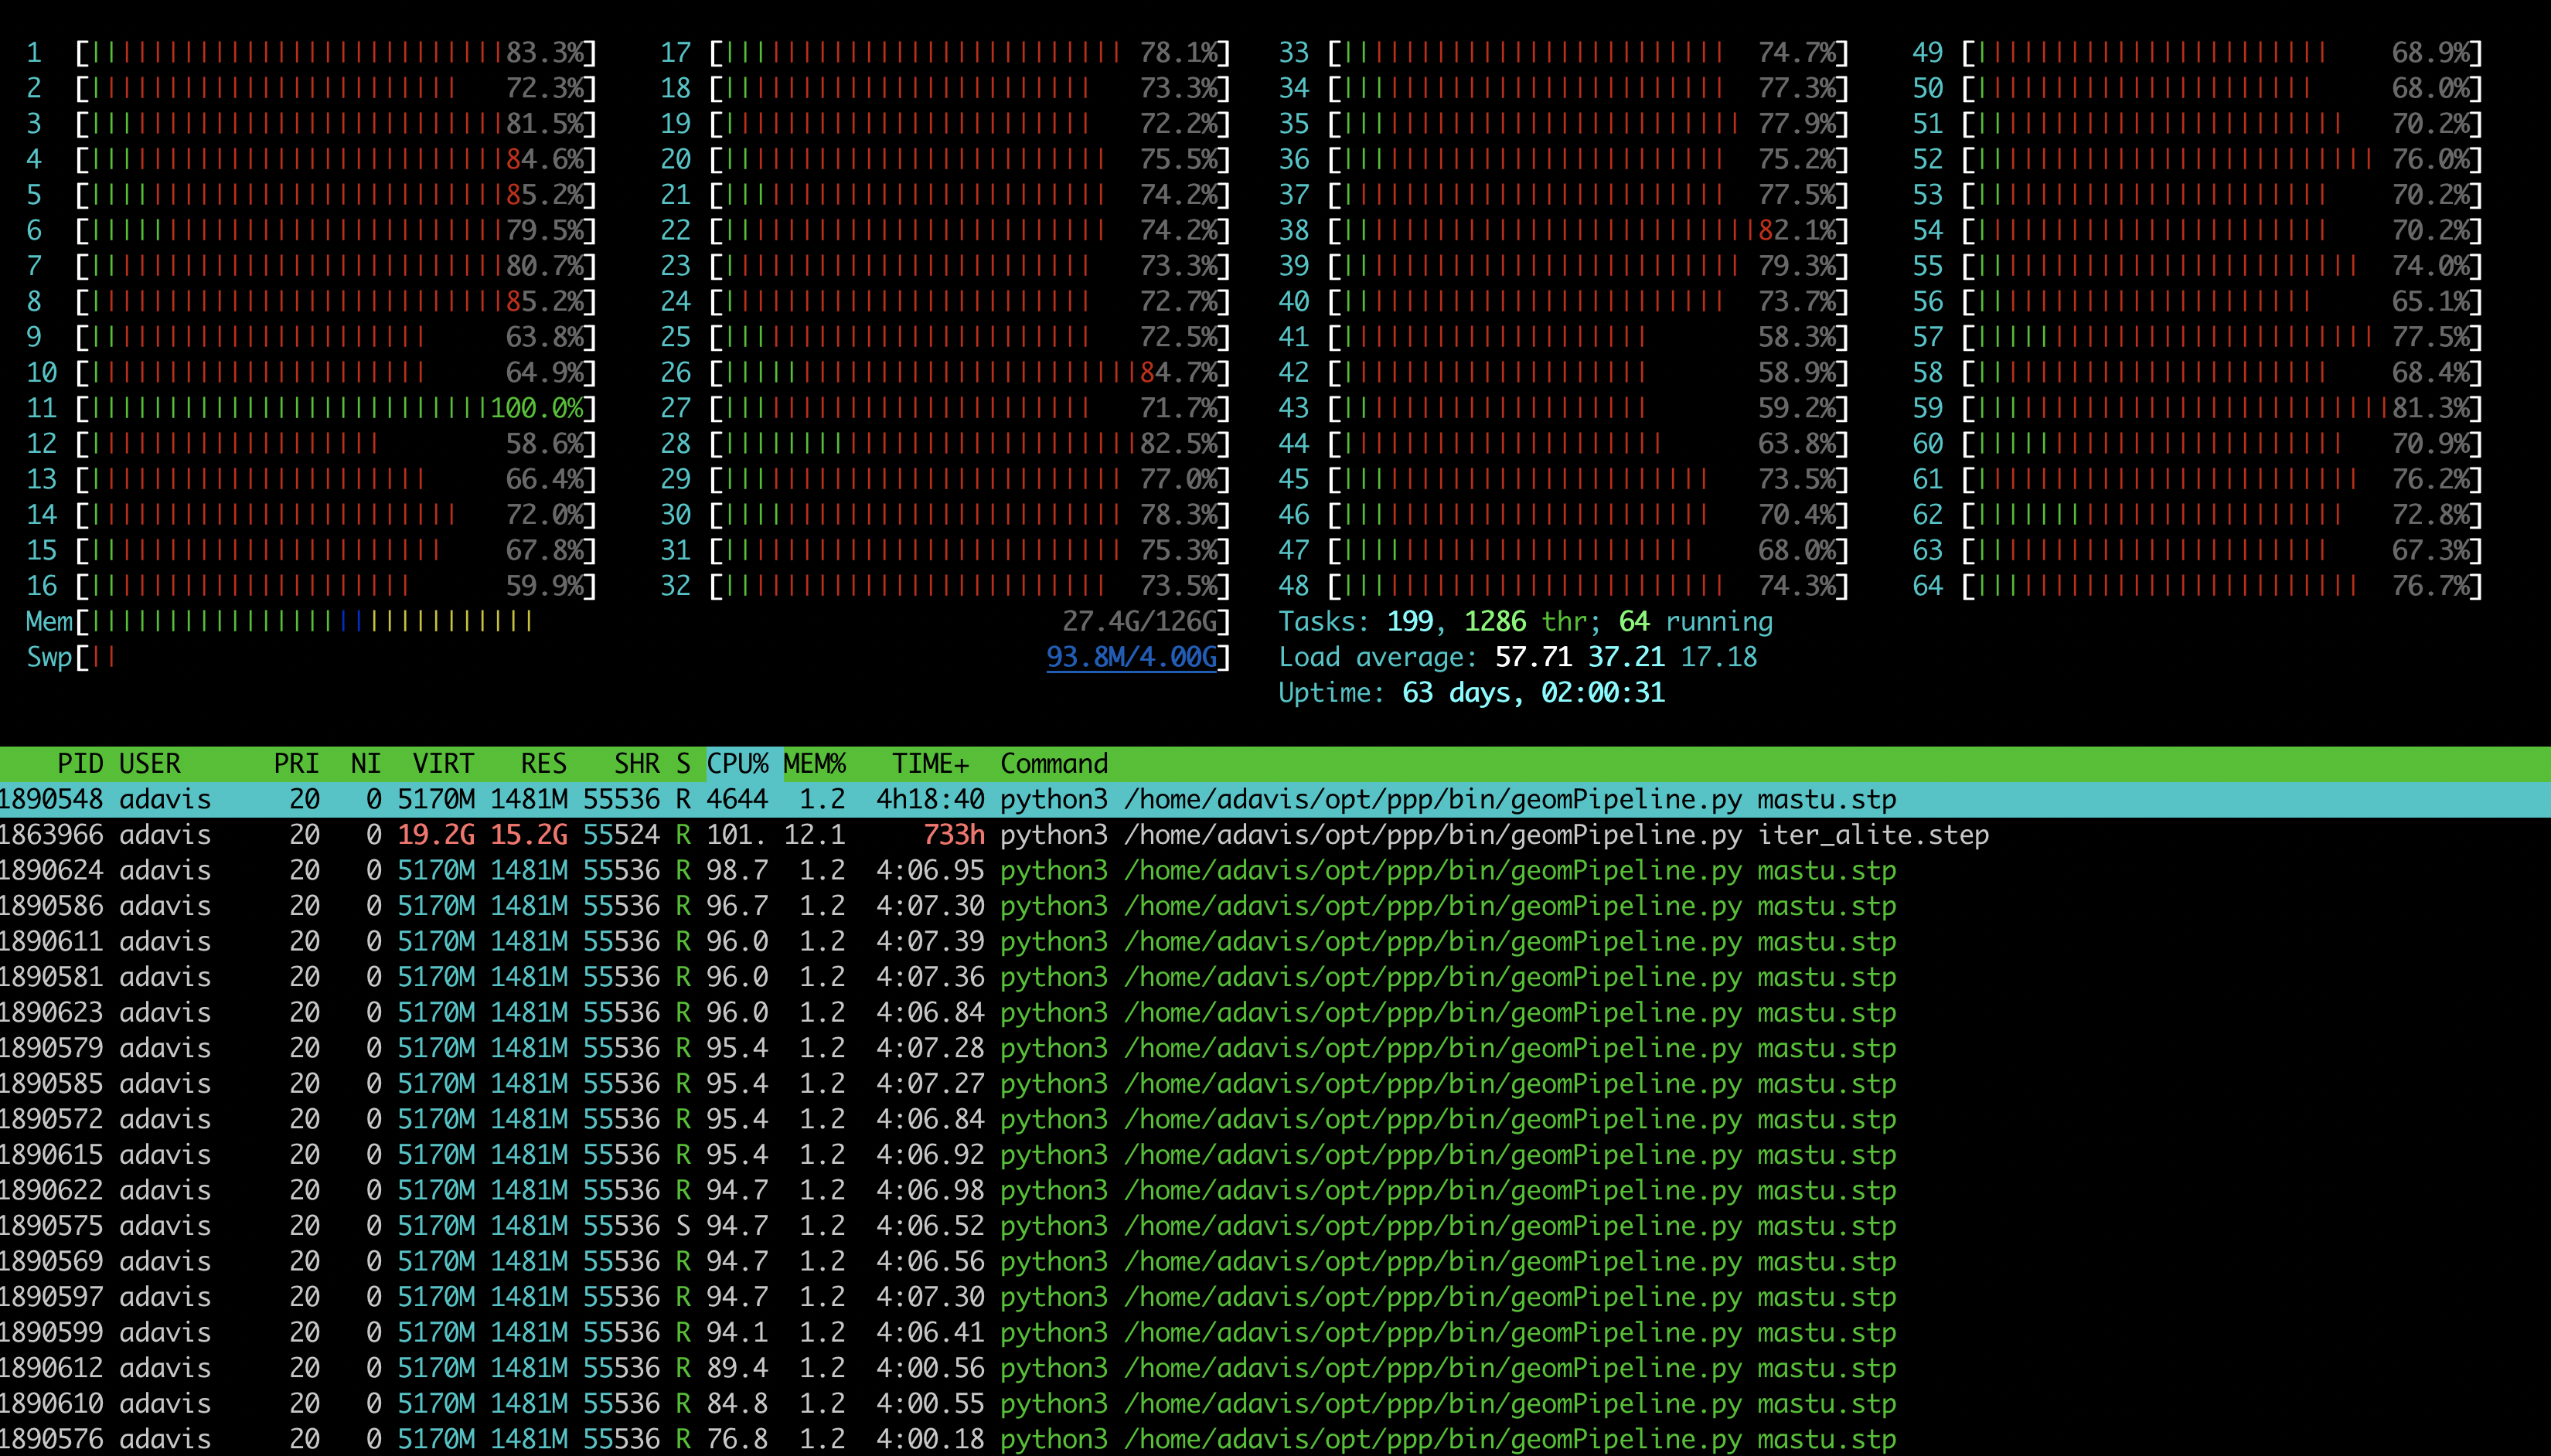 1 [83.3%] 17 [78.1%] 33 [74.7%] 49 [68.9%]
2 [72.3%] 18 [73.3%] 34 [77.3%] 50 [68.0%]
3 [81.5%] 19 [72.2%] 35 [77.9%] 51 [70.2%]
4 [84.6%] 20 [75.5%] 36 [75.2%] 52 [76.0%]
5 [85.2%] 21 [74.2%] 37 [77.5%] 53 [70.2%]
6 [79.5%] 22 [74.2%] 38 [82.1%] 54 [70.2%]
7 [80.7%] 23 [73.3%] 39 [79.3%] 55 [74.0%]
8 [85.2%] 24 [72.7%] 40 [73.7%] 56 [65.1%]
9 [63.8%] 25 [72.5%] 41 [58.3%] 57 [77.5%]
10 [64.9%] 26 [84.7%] 42 [58.9%] 58 [68.4%]
11 [100.0%] 27 [71.7%] 43 [59.2%] 59 [81.3%]
12 [58.6%] 28 [82.5%] 44 [63.8%] 60 [70.9%]
13 [66.4%] 29 [77.0%] 45 [73.5%] 61 [76.2%]
14 [72.0%] 30 [78.3%] 46 [70.4%] 62 [72.8%]
15 [67.8%] 31 [75.3%] 47 [68.0%] 63 [67.3%]
16 [59.9%] 32 [73.5%] 48 [74.3%] 64 [76.7%]
Mem[27.4G/126G] Tasks: 199, 1286 thr; 64 running
Swp[93.8M/4.00G] Load average: 57.71 37.21 17.18
Uptime: 63 days, 02:00:31
PID USER PRI NI VIRT RES SHR S CPU% MEM% TIME+ Command
1890548 adavis 20 0 5170M 1481M 55536 R 4644 1.2 4h18:40 python3 /home/adavis/opt/ppp/bin/geomPipeline.py mastu.stp
1863966 adavis 20 0 19.2G 15.2G 55524 R 101. 12.1 733h python3 /home/adavis/opt/ppp/bin/geomPipeline.py iter_alite.step
1890624 adavis 20 0 5170M 1481M 55536 R 98.7 1.2 4:06.95 python3 /home/adavis/opt/ppp/bin/geomPipeline.py mastu.stp
1890586 adavis 20 0 5170M 1481M 55536 R 96.7 1.2 4:07.30 python3 /home/adavis/opt/ppp/bin/geomPipeline.py mastu.stp
1890611 adavis 20 0 5170M 1481M 55536 R 96.0 1.2 4:07.39 python3 /home/adavis/opt/ppp/bin/geomPipeline.py mastu.stp
1890581 adavis 20 0 5170M 1481M 55536 R 96.0 1.2 4:07.36 python3 /home/adavis/opt/ppp/bin/geomPipeline.py mastu.stp
1890623 adavis 20 0 5170M 1481M 55536 R 96.0 1.2 4:06.84 python3 /home/adavis/opt/ppp/bin/geomPipeline.py mastu.stp
1890579 adavis 20 0 5170M 1481M 55536 R 95.4 1.2 4:07.28 python3 /home/adavis/opt/ppp/bin/geomPipeline.py mastu.stp
1890585 adavis 20 0 5170M 1481M 55536 R 95.4 1.2 4:07.27 python3 /home/adavis/opt/ppp/bin/geomPipeline.py mastu.stp
1890572 adavis 20 0 5170M 1481M 55536 R 95.4 1.2 4:06.84 python3 /home/adavis/opt/ppp/bin/geomPipeline.py mastu.stp
1890615 adavis 20 0 5170M 1481M 55536 R 95.4 1.2 4:06.92 python3 /home/adavis/opt/ppp/bin/geomPipeline.py mastu.stp
1890622 adavis 20 0 5170M 1481M 55536 R 94.7 1.2 4:06.98 python3 /home/adavis/opt/ppp/bin/geomPipeline.py mastu.stp
1890575 adavis 20 0 5170M 1481M 55536 S 94.7 1.2 4:06.52 python3 /home/adavis/opt/ppp/bin/geomPipeline.py mastu.stp
1890569 adavis 20 0 5170M 1481M 55536 R 94.7 1.2 4:06.56 python3 /home/adavis/opt/ppp/bin/geomPipeline.py mastu.stp
1890597 adavis 20 0 5170M 1481M 55536 R 94.7 1.2 4:07.30 python3 /home/adavis/opt/ppp/bin/geomPipeline.py mastu.stp
1890599 adavis 20 0 5170M 1481M 55536 R 94.1 1.2 4:06.41 python3 /home/adavis/opt/ppp/bin/geomPipeline.py mastu.stp
1890612 adavis 20 0 5170M 1481M 55536 R 89.4 1.2 4:00.56 python3 /home/adavis/opt/ppp/bin/geomPipeline.py mastu.stp
1890610 adavis 20 0 5170M 1481M 55536 R 84.8 1.2 4:00.55 python3 /home/adavis/opt/ppp/bin/geomPipeline.py mastu.stp
1890576 adavis 20 0 5170M 1481M 55536 R 76.8 1.2 4:00.18 python3 /home/adavis/opt/ppp/bin/geomPipeline.py mastu.stp